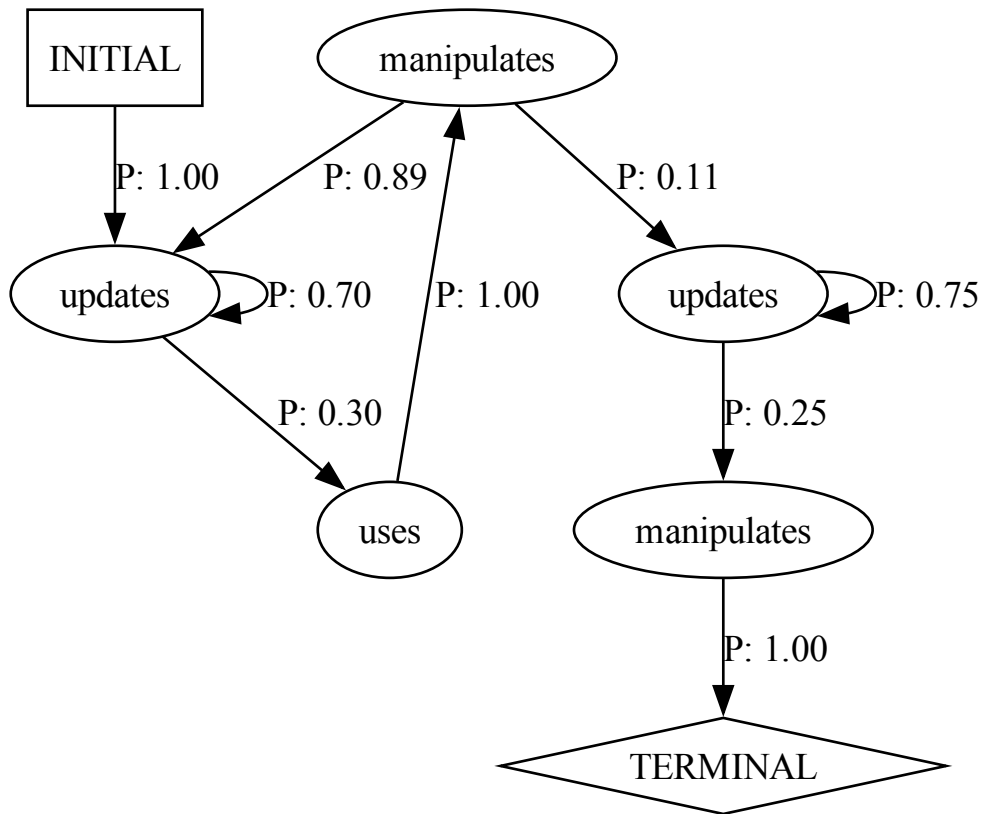 INITIAL
manipulates
P: 1.00
P: 0.89
P: 0.11
updates
P: 0.70
P: 1.00
updates
P: 0.75
P: 0.30
P: 0.25
uses
manipulates
P: 1.00
TERMINAL